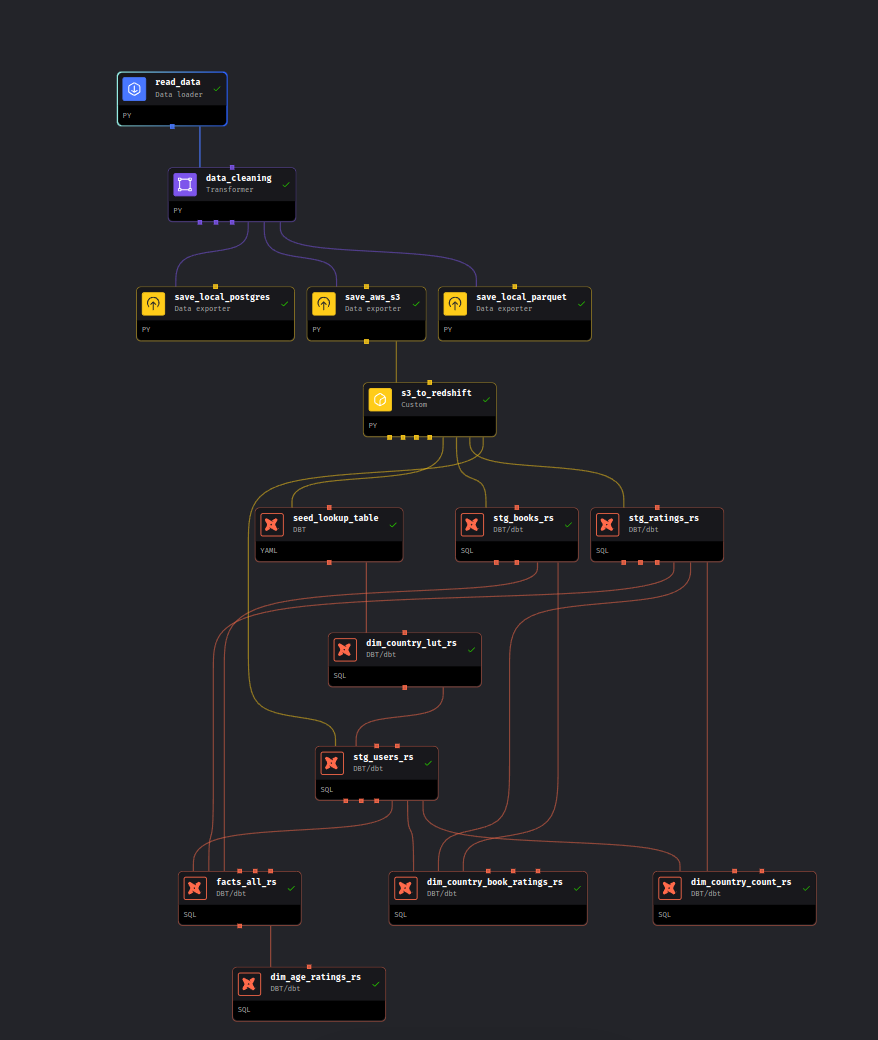 read_data
Data loader
PY
data_cleaning
Transformer
PY
save_local_postgres
Data exporter
PY
save_aws_s3
Data exporter
PY
save_local_parquet
Data exporter
PY
s3_to_redshift
Custom
PY
seed_lookup_table
DBT
YAML
stg_books_rs
DBT/dbt
SQL
stg_ratings_rs
DBT/dbt
SQL
dim_country_lut_rs
DBT/dbt
SQL
stg_users_rs
DBT/dbt
SQL
facts_all_rs
DBT/dbt
SQL
dim_country_book_ratings_rs
DBT/dbt
SQL
dim_country_count_rs
DBT/dbt
SQL
dim_age_ratings_rs
DBT/dbt
SQL